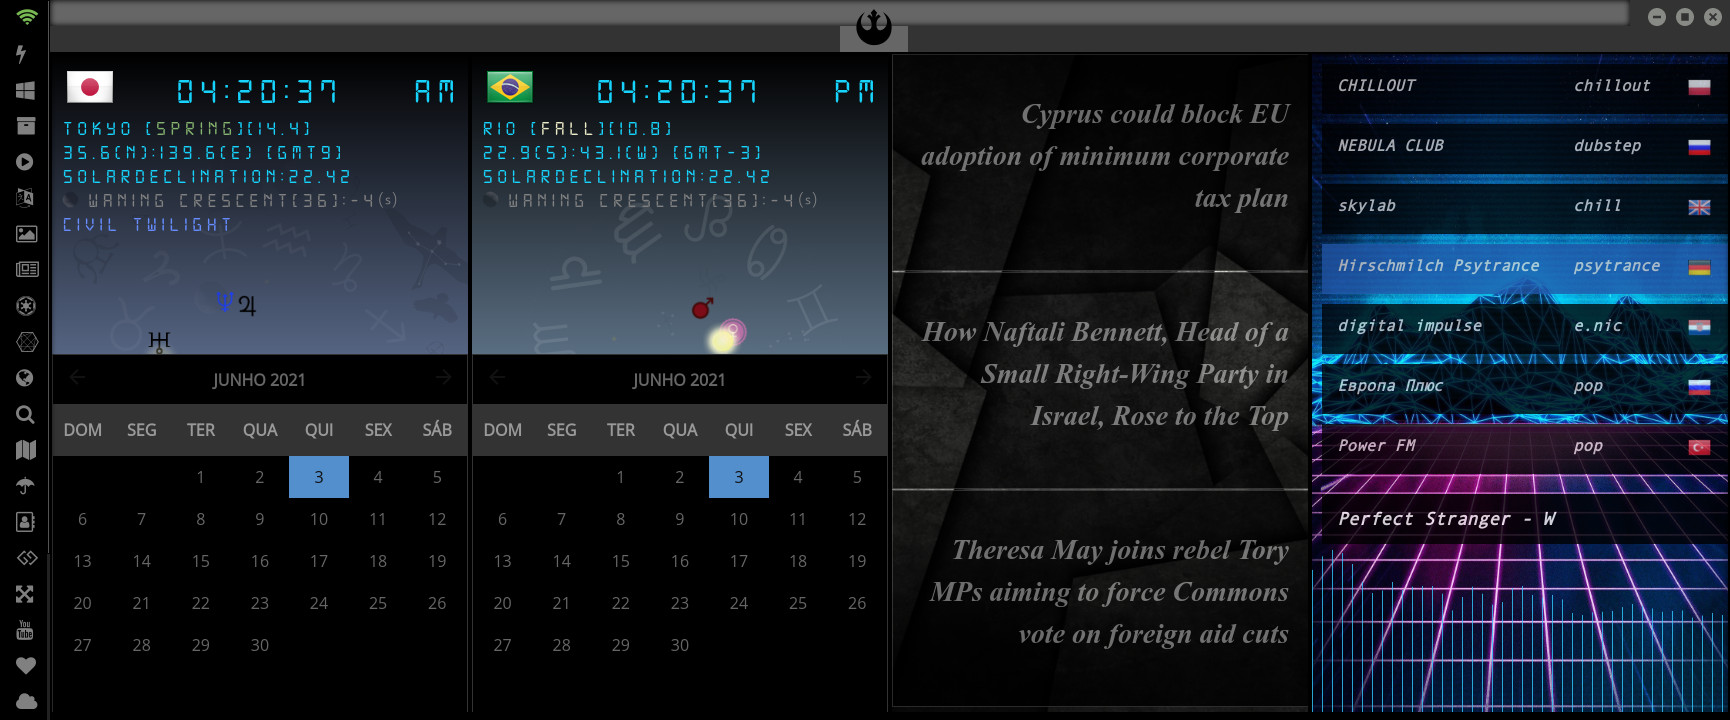 04:20:37 AM
TOKYO [SPRING][14.4]
35.6(N):139.6(E) [GMT9]
SOLARDECLINATION:22.42
WANING CRESCENT[36]:-4(s)
CIVIL TWILIGHT
JUNHO 2021
DOM SEG TER QUA QUI SEX SÁB
1 2 3 4 5
6 7 8 9 10 11 12
13 14 15 16 17 18 19
20 21 22 23 24 25 26
27 28 29 30
04:20:37 PM
RIO [FALL][10.8]
22.9(S):43.1(W) [GMT-3]
SOLARDECLINATION:22.42
WANING CRESCENT[36]:-4(s)
JUNHO 2021
DOM SEG TER QUA QUI SEX SÁB
1 2 3 4 5
6 7 8 9 10 11 12
13 14 15 16 17 18 19
20 21 22 23 24 25 26
27 28 29 30
Cyprus could block EU
adoption of minimum corporate
tax plan
How Naftali Bennett, Head of a
Small Right-Wing Party in
Israel, Rose to the Top
Theresa May joins rebel Tory
MPs aiming to force Commons
vote on foreign aid cuts
CHILLOUT chillout
NEBULA CLUB dubstep
skylab chill
Hirschmilch Psytrance psytrance
digital impulse e.nic
Европа Плюс pop
Power FM pop
Perfect Stranger - W
You
Tube